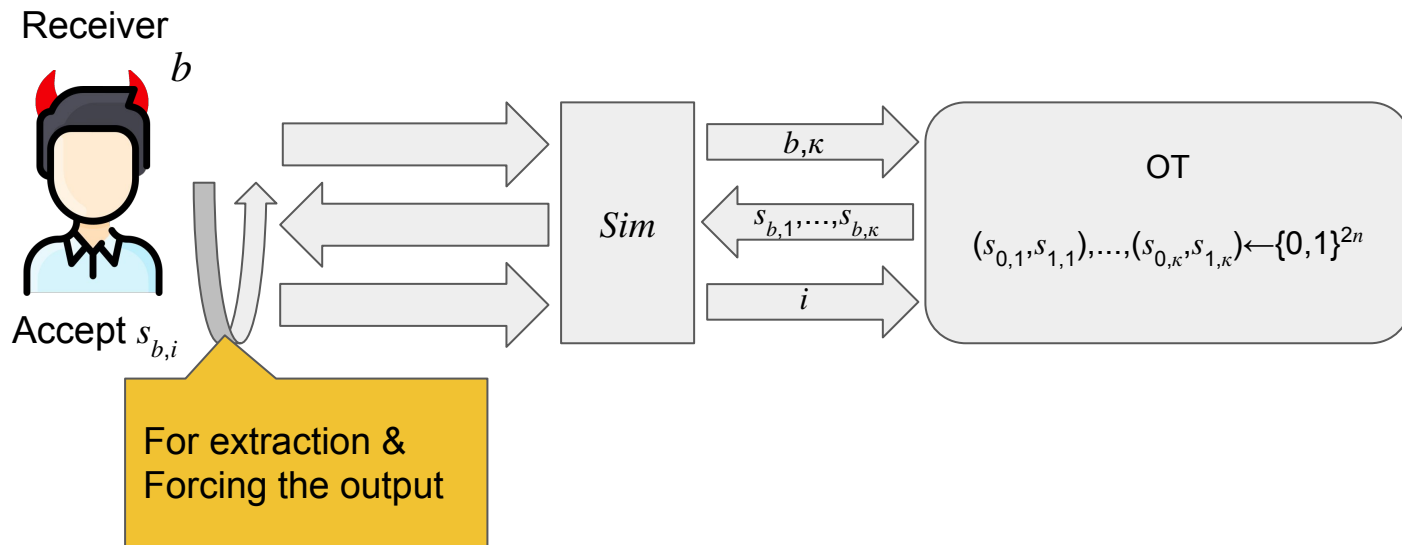 Receiver
b
Accept s_{b,i}
Sim
b,κ
s_{b,1},...,s_{b,κ}
i
OT
(s_{0,1},s_{1,1}),...,(s_{0,κ},s_{1,κ})←{0,1}^{2n}
For extraction &
Forcing the output